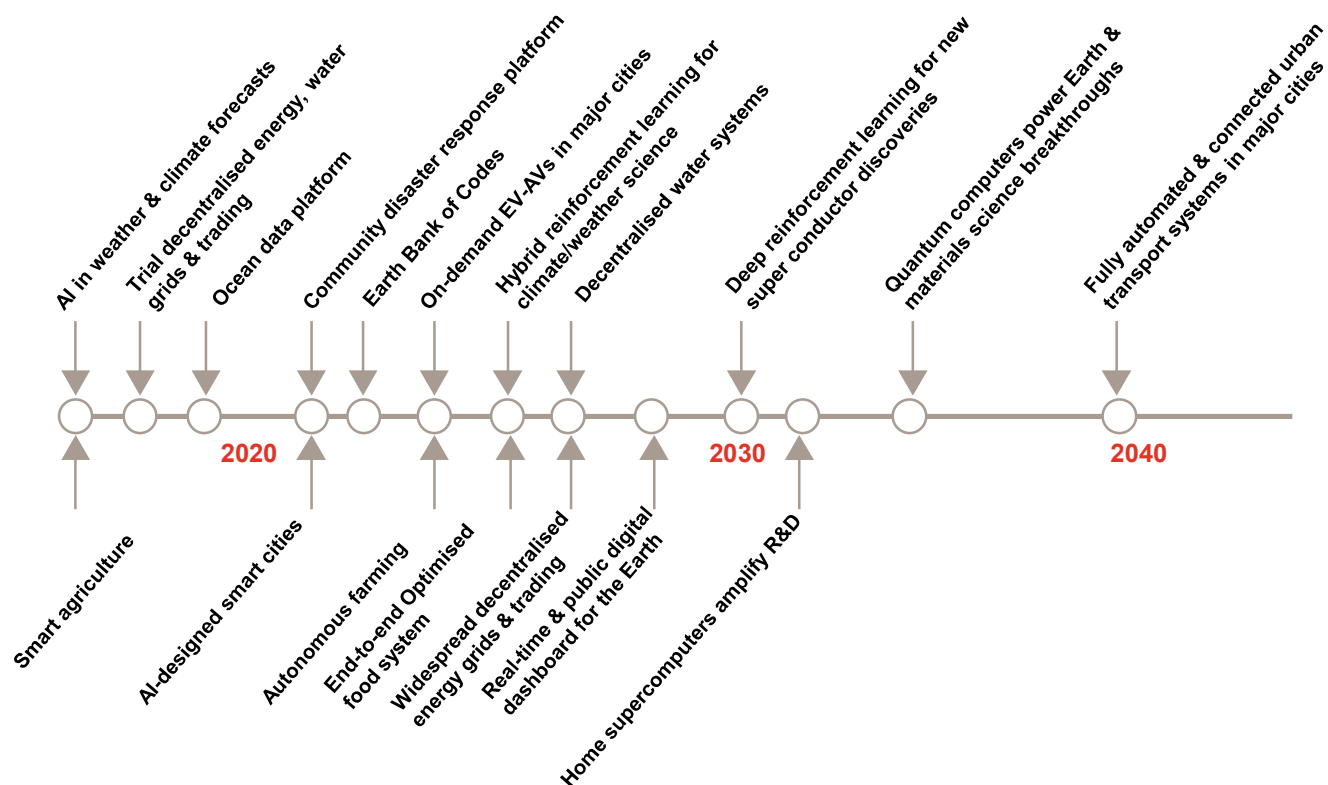 AI in weather & climate forecasts
Trial decentralised energy, water
grids & trading
Ocean data platform
Community disaster response platform
Earth Bank of Codes
On-demand EV-AVs in major cities
Hybrid reinforcement learning for
climate/weather science
Decentralised water systems
Deep reinforcement learning for new
super conductor discoveries
Quantum computers power Earth &
materials science breakthroughs
Fully automated & connected urban
transport systems in major cities
2020
2030
2040
Smart agriculture
AI-designed smart cities
Autonomous farming
End-to-end Optimised
food system
Widespread decentralised
energy grids & trading
Real-time & public digital
dashboard for the Earth
Home supercomputers amplify R&D